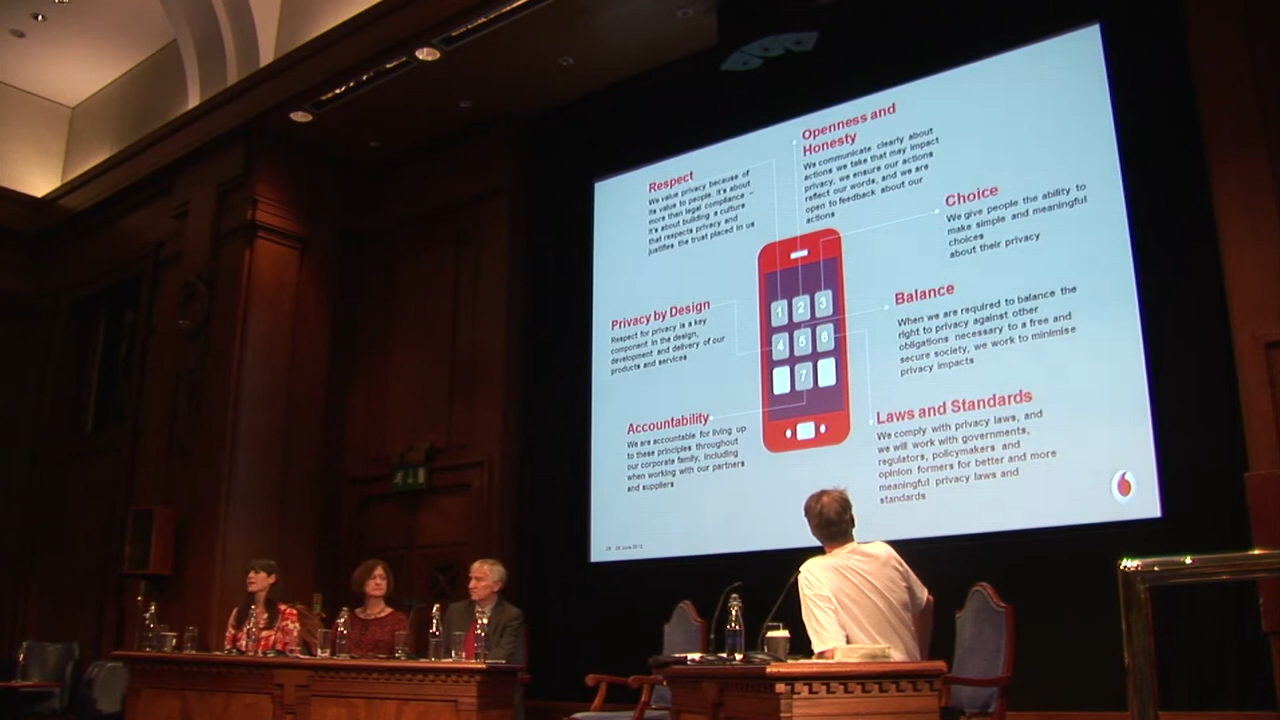 Respect
We value privacy because of
its value to people. It's about
more than legal compliance –
it's about building a culture
that respects privacy and
justifies the trust placed in us
Openness and
Honesty
We communicate clearly about
actions we take that may impact
privacy, we ensure our actions
reflect our words, and we are
open to feedback about our
actions
Choice
We give people the ability to
make simple and meaningful
choices
about their privacy
Privacy by Design
Respect for privacy is a key
component in the design,
development and delivery of our
products and services
1 2 3
4 5 6
7
Balance
When we are required to balance the
right to privacy against other
obligations necessary to a free and
secure society, we work to minimise
privacy impacts
Accountability
We are accountable for living up
to these principles throughout
our corporate family, including
when working with our partners
and suppliers
Laws and Standards
We comply with privacy laws, and
we will work with governments,
regulators, policymakers and
opinion formers for better and more
meaningful privacy laws and
standards